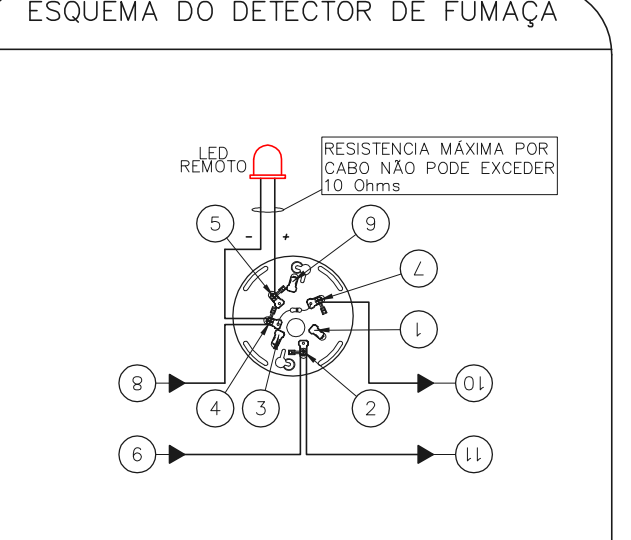 ESQUEMA DO DETECTOR DE FUMAÇA
LED
REMOTO
RESISTENCIA MÁXIMA POR
CABO NÃO PODE EXCEDER
10 Ohms
5
6
- +
7
1
8
10
4
3
2
9
11